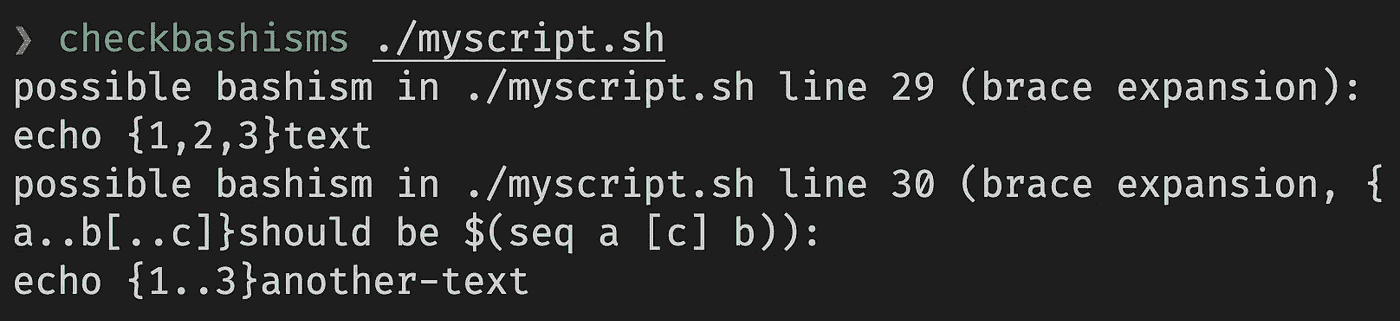 ❯ checkbashisms ./myscript.sh
possible bashism in ./myscript.sh line 29 (brace expansion):
echo {1,2,3}text
possible bashism in ./myscript.sh line 30 (brace expansion, {
a..b[..c]}should be $(seq a [c] b)):
echo {1..3}another-text